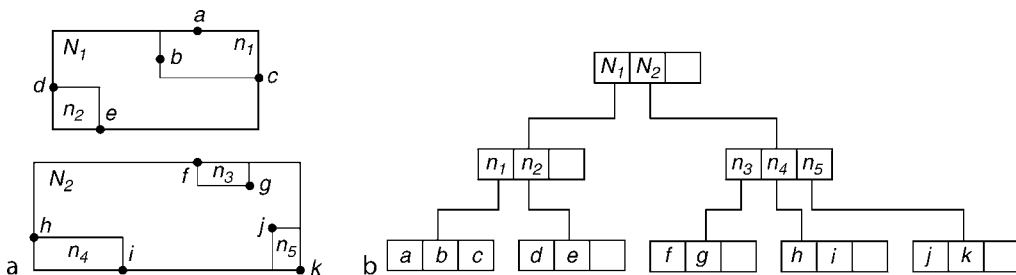 a
N1 n1
b
c
d
n2 e
N2 f n3 g
h j
n4 i n5 k
a
N1 N2
n1 n2
n3 n4 n5
a b c
d e
f g
h i
j k
b